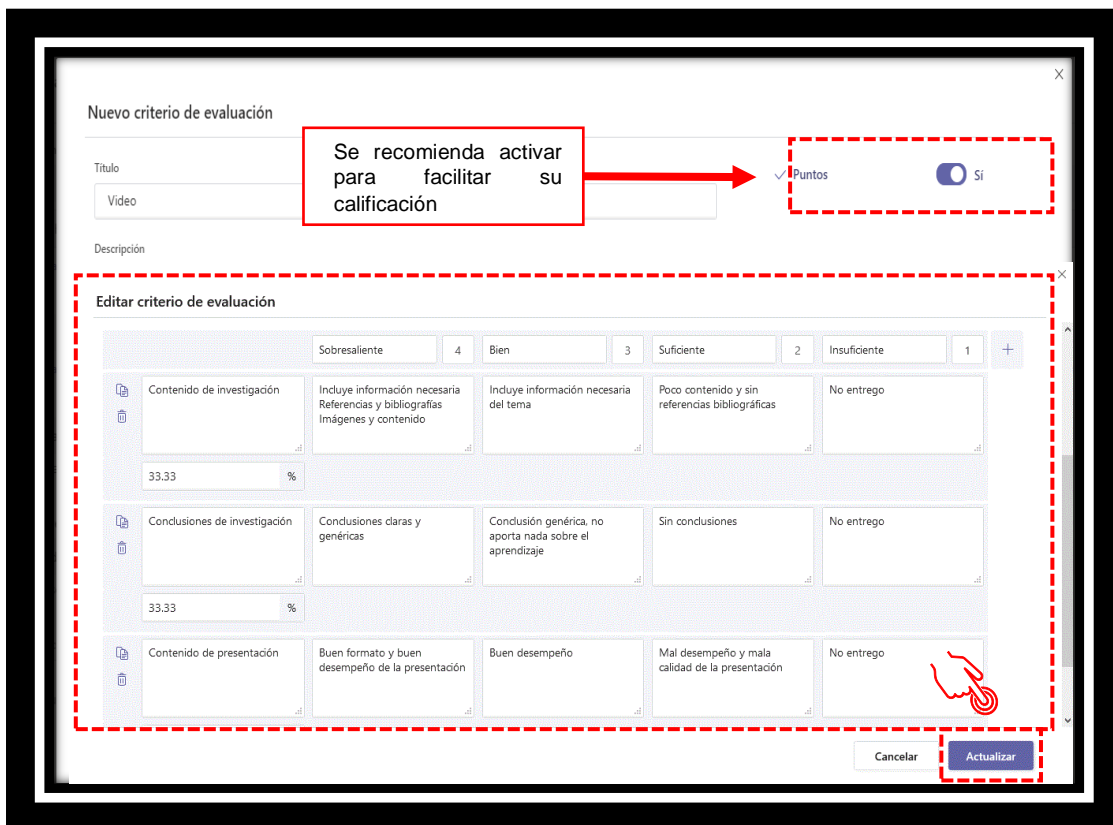 X
Nuevo criterio de evaluación
Se recomienda activar
para facilitar su
calificación
Título
Puntos
Sí
Video
Descripción
Editar criterio de evaluación
Sobresaliente 4 Bien 3 Suficiente 2 Insuficiente 1
Contenido de investigación
Incluye información necesaria
Referencias y bibliografías
Imágenes y contenido
Incluye información necesaria
del tema
Poco contenido y sin
referencias bibliográficas
No entrego
33.33 %
Conclusiones de investigación
Conclusiones claras y
genéricas
Conclusión genérica, no
aporta nada sobre el
aprendizaje
Sin conclusiones
No entrego
33.33 %
Contenido de presentación
Buen formato y buen
desempeño de la presentación
Buen desempeño
Mal desempeño y mala
calidad de la presentación
No entrego
Cancelar
Actualizar